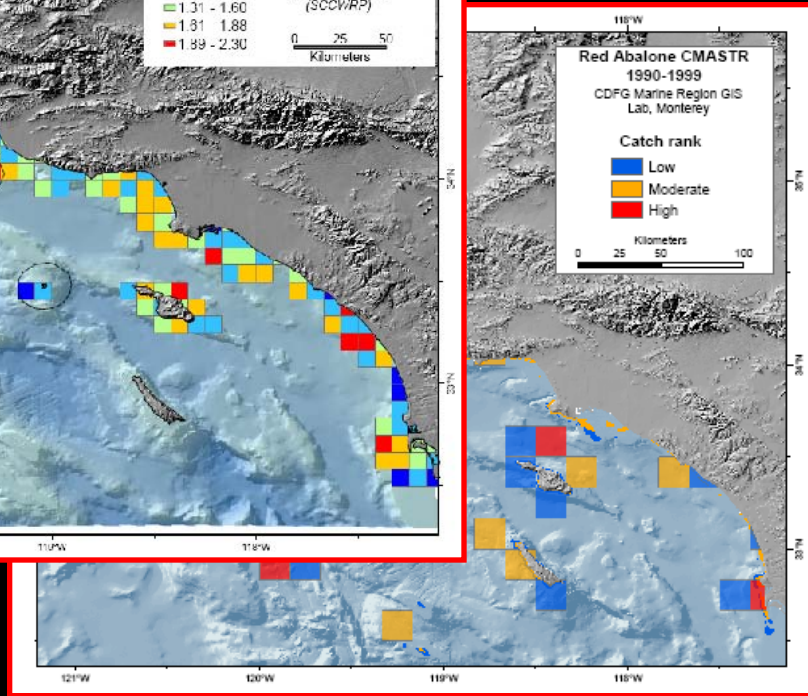 (SCCWRP)
1.31 - 1.60
1.61 - 1.88
1.89 - 2.30
0 25 50
Kilometers
34°N
33°N
118°W
118°W
Red Abalone CMASTR
1990-1999
CDFG Marine Region GIS
Lab, Monterey
Catch rank
Low
Moderate
High
Kilometers
0 25 50 100
35°N
34°N
33°N
121°W 120°W 119°W 118°W